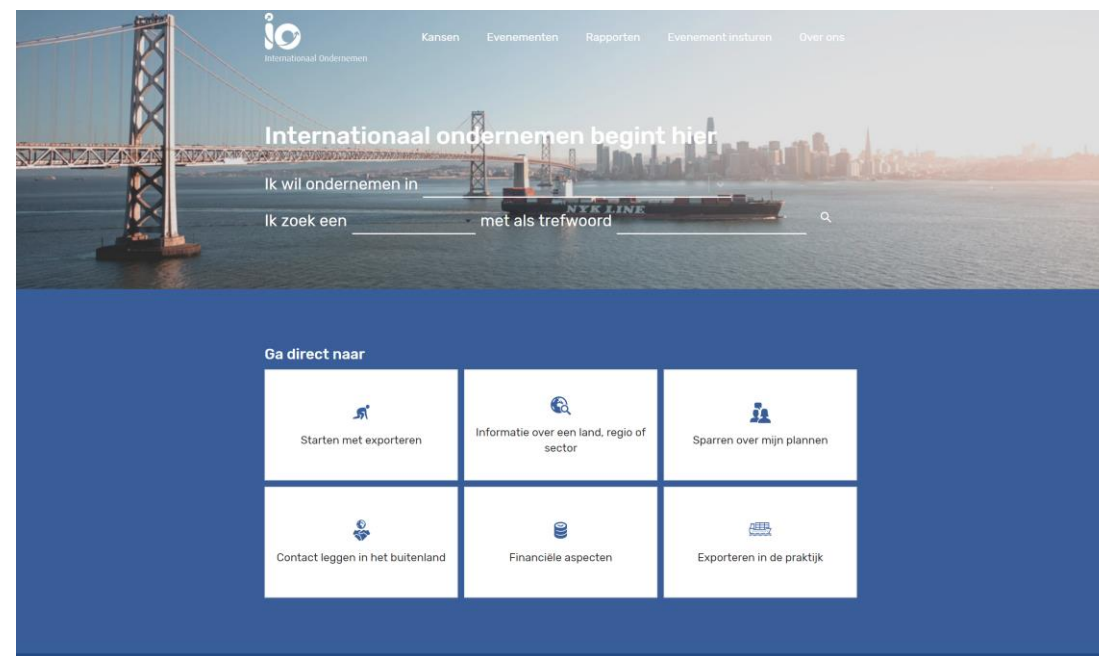 io
Internationaal Ondernemen
Kansen Evenementen Rapporten Evenement insturen Over ons
Internationaal ondernemen begint hier
Ik wil ondernemen in
Ik zoek een met als trefwoord
NYK LINE
Ga direct naar
Starten met exporteren
Informatie over een land, regio of
sector
Sparren over mijn plannen
Contact leggen in het buitenland
Financiële aspecten
Exporteren in de praktijk